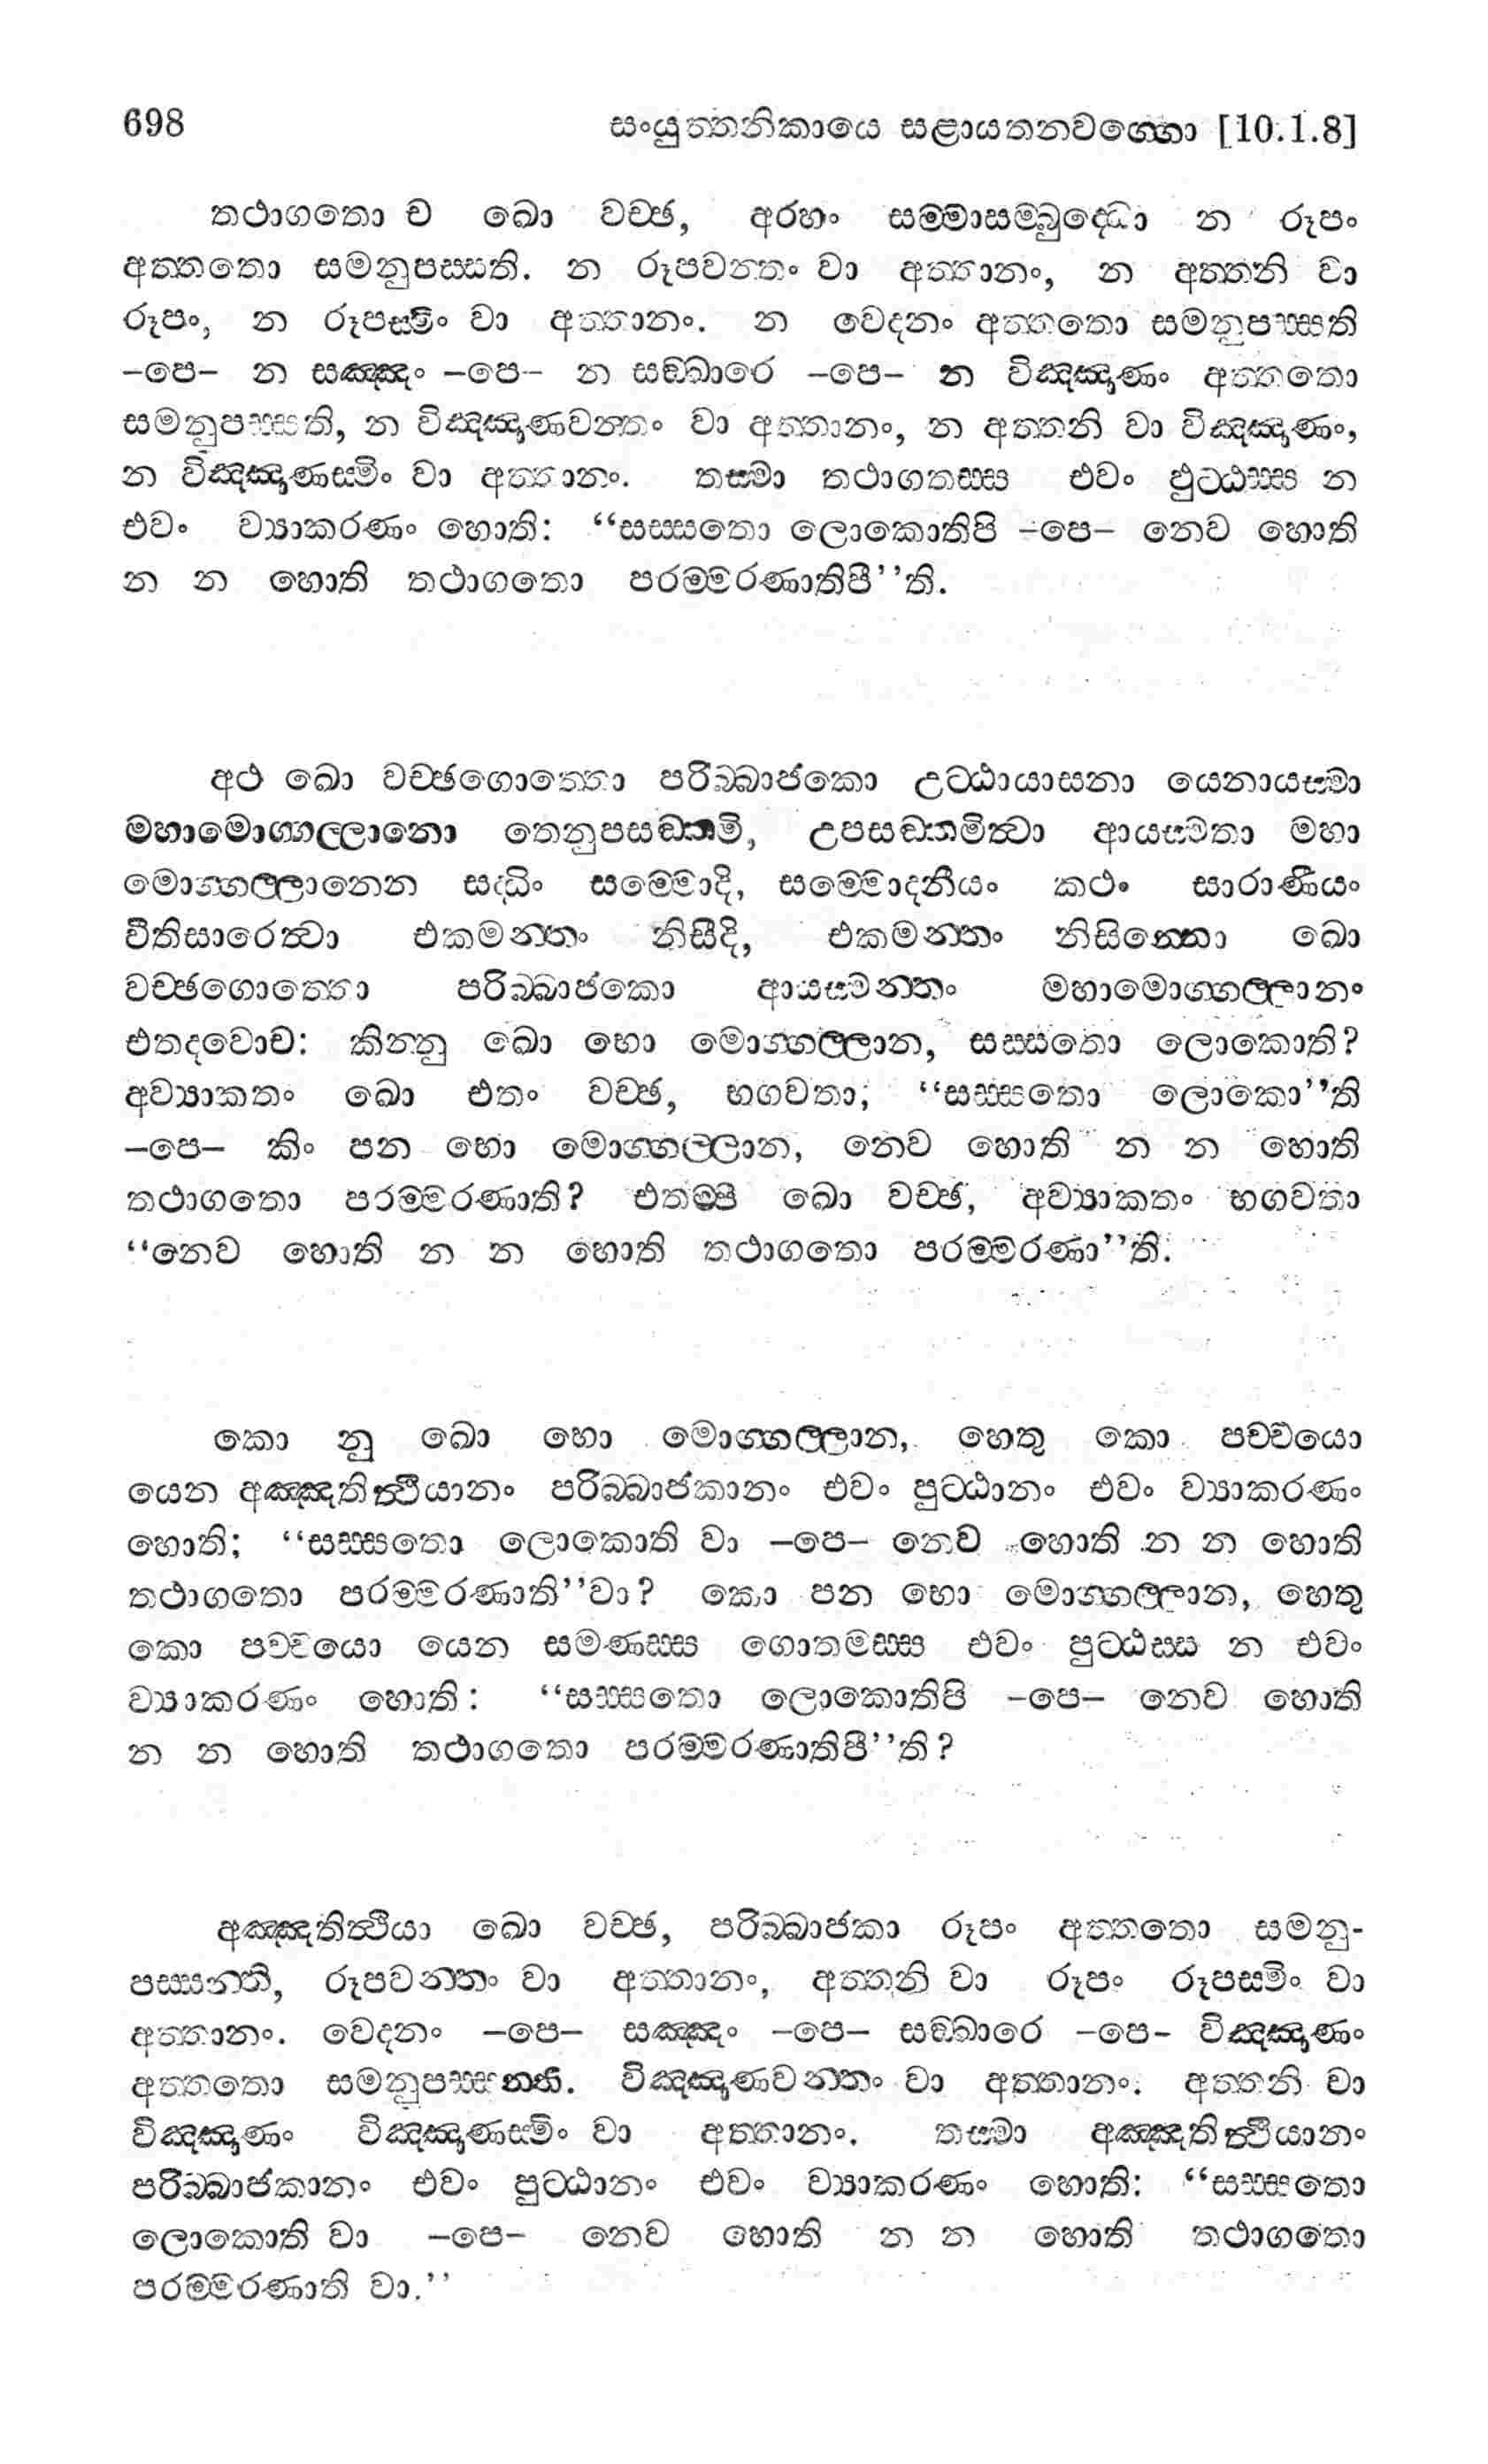 698 සංයුත්තනිකායෙ සළායතනවග්ගො [10.1.8]
තථාගතො ච ඛො වච්ඡ, අරහං සම්මාසම්බුද්ධො න රූපං
අත්තතො සමනුපස්සති. න රූපවන්තං වා අත්තානං, න අත්තනි වා
රූපං, න රූපස්මිං වා අත්තානං. න වෙදනං අත්තතො සමනුපස්සති
–පෙ– න සඤ්ඤං –පෙ– න සඞ්ඛාරෙ –පෙ– න විඤ්ඤාණං අත්තතො
සමනුපස්සති, න විඤ්ඤාණවන්තං වා අත්තානං, න අත්තනි වා විඤ්ඤාණං,
න විඤ්ඤාණස්මිං වා අත්තානං. තස්මා තථාගතස්ස එවං ඵුට්ඨස්ස න
එවං ව්‍යාකරණං හොති: “සස්සතො ලොකොතිපි –පෙ– නෙව හොති
න න හොති තථාගතො පරම්මරණාතිපී’’ති.
අථ ඛො වච්ඡගොත්තො පරිබ්බාජකො උට්ඨායාසනා යෙනායස්මා
මහාමොග්ගල්ලානො තෙනුපසඞ්කමි, උපසඞ්කමිත්වා ආයස්මතා මහා
මොග්ගල්ලානෙන සද්ධිං සම්මොදි, සම්මොදනීයං කථං සාරාණීයං
වීතිසාරෙත්වා එකමන්තං නිසීදි, එකමන්තං නිසින්නො ඛො
වච්ඡගොත්තො පරිබ්බාජකො ආයස්මන්තං මහාමොග්ගල්ලානං
එතදවොච: කින්නු ඛො භො මොග්ගල්ලාන, සස්සතො ලොකොති?
අව්‍යාකතං ඛො එතං වච්ඡ, භගවතා; “සස්සතො ලොකො’’ති
–පෙ– කිං පන භො මොග්ගල්ලාන, නෙව හොති න න හොති
තථාගතො පරම්මරණාති? එතම්පි ඛො වච්ඡ, අව්‍යාකතං භගවතා
“නෙව හොති න න හොති තථාගතො පරම්මරණා’’ති.
කො නු ඛො හො මොග්ගල්ලාන, හෙතු කො පච්චයො
යෙන අඤ්ඤතිත්ථියානං පරිබ්බාජකානං එවං පුට්ඨානං එවං ව්‍යාකරණං
හොති; “සස්සතො ලොකොති වා –පෙ– නෙව හොති න න හොති
තථාගතො පරම්මරණාති’’වා? කො පන භො මොග්ගල්ලාන, හෙතු
කො පච්චයො යෙන සමණස්ස ගොතමස්ස එවං පුට්ඨස්ස න එවං
ව්‍යාකරණං හොති: “සස්සතො ලොකොතිපි –පෙ– නෙව හොති
න න හොති තථාගතො පරම්මරණාතිපී’’ති?
අඤ්ඤතිත්ථියා ඛො වච්ඡ, පරිබ්බාජකා රූපං අත්තතො සමනු-
පස්සන්ති, රූපවන්තං වා අත්තානං, අත්තනි වා රූපං රූපස්මිං වා
අත්තානං. වෙදනං –පෙ– සඤ්ඤං –පෙ– සඞ්ඛාරෙ –පෙ– විඤ්ඤාණං
අත්තතො සමනුපස්සන්ති. විඤ්ඤාණවන්තං වා අත්තානං. අත්තනි වා
විඤ්ඤාණං විඤ්ඤාණස්මිං වා අත්තානං. තස්මා අඤ්ඤතිත්ථියානං
පරිබ්බාජකානං එවං පුට්ඨානං එවං ව්‍යාකරණං හොති: “සස්සතො
ලොකොති වා –පෙ– නෙව හොති න න හොති තථාගතො
පරම්මරණාති වා.’’